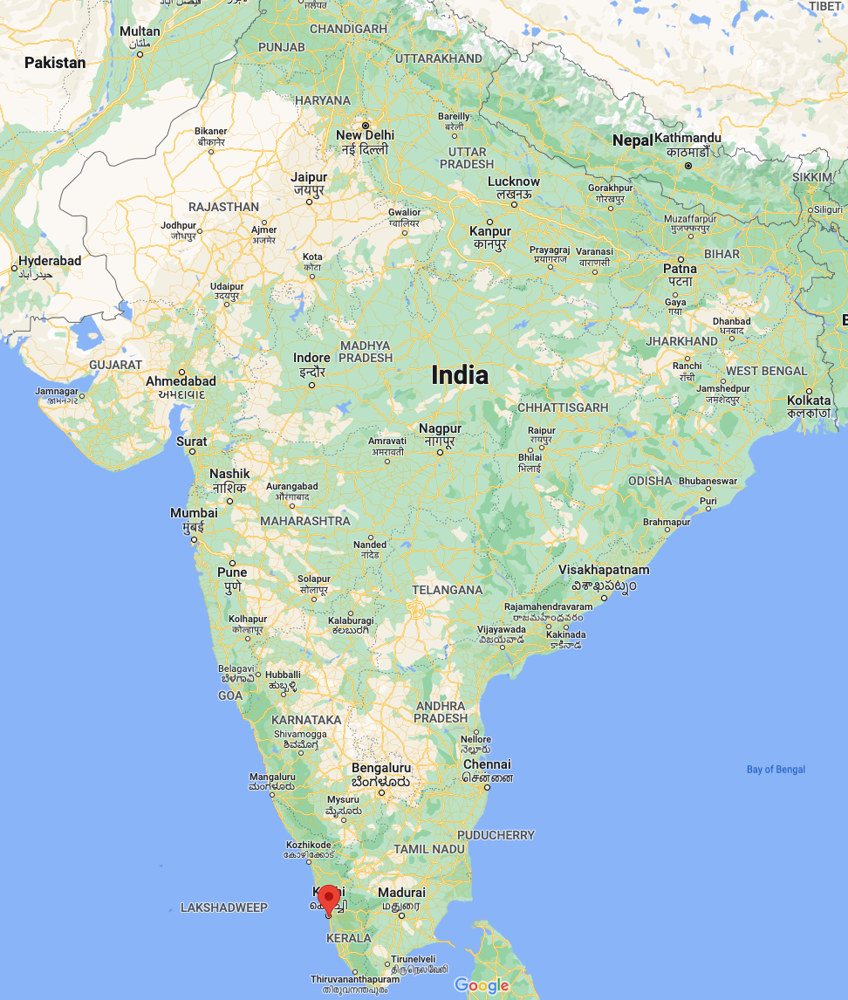 TIBET
Multan
ملتان
CHANDIGARH
PUNJAB
Pakistan
UTTARAKHAND
HARYANA
Bareilly
बरेली
New Delhi
नई दिल्ली
Bikaner
बीकानेर
Nepal
Kathmandu
काठमाडौं
UTTAR
PRADESH
Jaipur
जयपुर
Lucknow
लखनऊ
SIKKIM
Gorakhpur
गोरखपुर
RAJASTHAN
Siliguri
Gwalior
ग्वालियर
Jodhpur
जोधपुर
Ajmer
अजमेर
Kanpur
कानपुर
Muzaffarpur
मुजफ्फरपुर
Hyderabad
حيدرآباد
Kota
कोटा
Prayagraj
प्रयागराज
Varanasi
वाराणसी
BIHAR
Patna
पटना
Udaipur
उदयपुर
Gaya
गया
Dhanbad
धनबाद
MADHYA
PRADESH
JHARKHAND
GUJARAT
Indore
इन्दौर
India
Ranchi
राँची
WEST BENGAL
Ahmedabad
અમદાવાદ
Jamnagar
જામનગર
Jamshedpur
जमशेदपुर
Kolkata
কলকাতা
CHHATTISGARH
Surat
Amravati
अमरावती
Nagpur
नागपूर
Raipur
रायपुर
Bhilai
भिलाई
Nashik
नाशिक
Aurangabad
औरंगाबाद
ODISHA
Bhubaneswar
Puri
Mumbai
मुंबई
MAHARASHTRA
Brahmapur
Nanded
नांदेड
Pune
पुणे
Solapur
सोलापूर
Visakhapatnam
విశాఖపట్నం
TELANGANA
Rajamahendravaram
రాజమహేంద్రవరం
Kolhapur
कोल्हापूर
Kalaburagi
ಕಲಬುರಗಿ
Vijayawada
విజయవాడ
Kakinada
కాకినాడ
Belagavi
ಬೆಳಗಾವಿ
Hubballi
ಹುಬ್ಬಳ್ಳಿ
GOA
ANDHRA
PRADESH
KARNATAKA
Shivamogga
ಶಿವಮೊಗ್ಗ
Nellore
నెల్లూరు
Bengaluru
ಬೆಂಗಳೂರು
Chennai
சென்னை
Bay of Bengal
Mangaluru
ಮಂಗಳೂರು
Mysuru
ಮೈಸೂರು
PUDUCHERRY
Kozhikode
കോഴിക്കോട്
TAMIL NADU
Madurai
மதுரை
LAKSHADWEEP
KERALA
Tirunelveli
திருநெல்வேலி
Thiruvananthapuram
തിരുവനന്തപുരം
Google